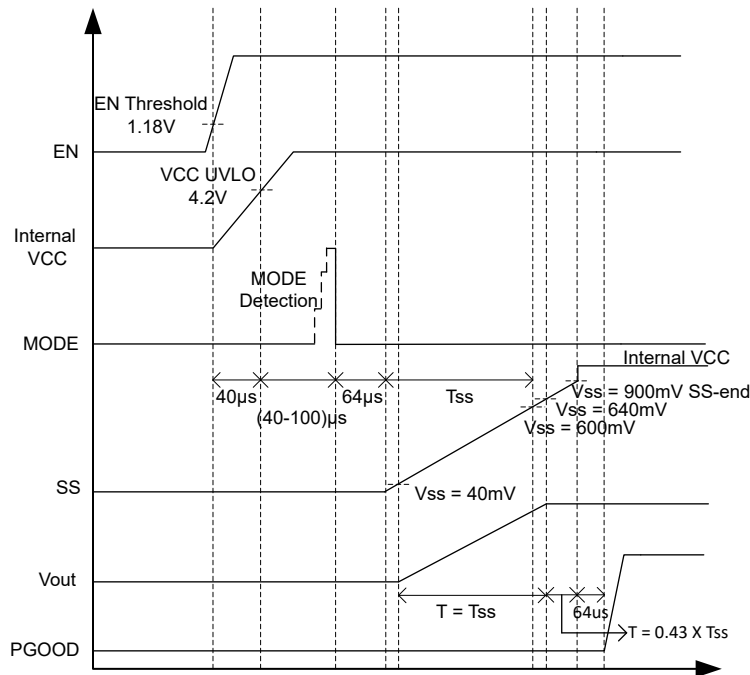 EN Threshold
1.18V
EN
VCC UVLO
4.2V
Internal
VCC
MODE
Detection
MODE
Internal VCC
40µs
(40-100)µs
64µs
Tss
Vss = 900mV SS-end
Vss = 640mV
Vss = 600mV
SS
Vss = 40mV
Vout
T = Tss
64us
T = 0.43 X Tss
PGOOD